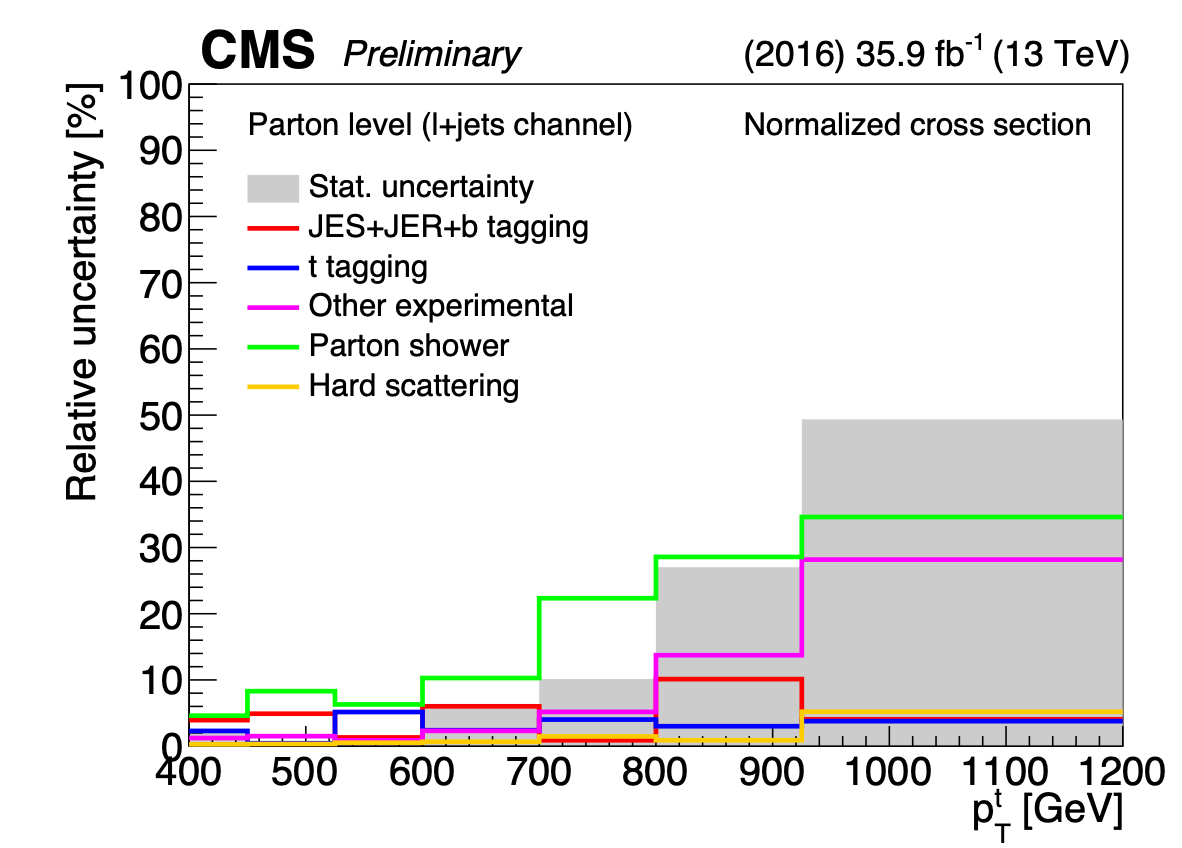 CMS Preliminary (2016) 35.9 fb⁻¹ (13 TeV)
Relative uncertainty [%]
100
90
80
70
60
50
40
30
20
10
0
Parton level (l+jets channel) Normalized cross section
Stat. uncertainty
JES+JER+b tagging
t tagging
Other experimental
Parton shower
Hard scattering
400 500 600 700 800 900 1000 1100 1200
p_T^t [GeV]